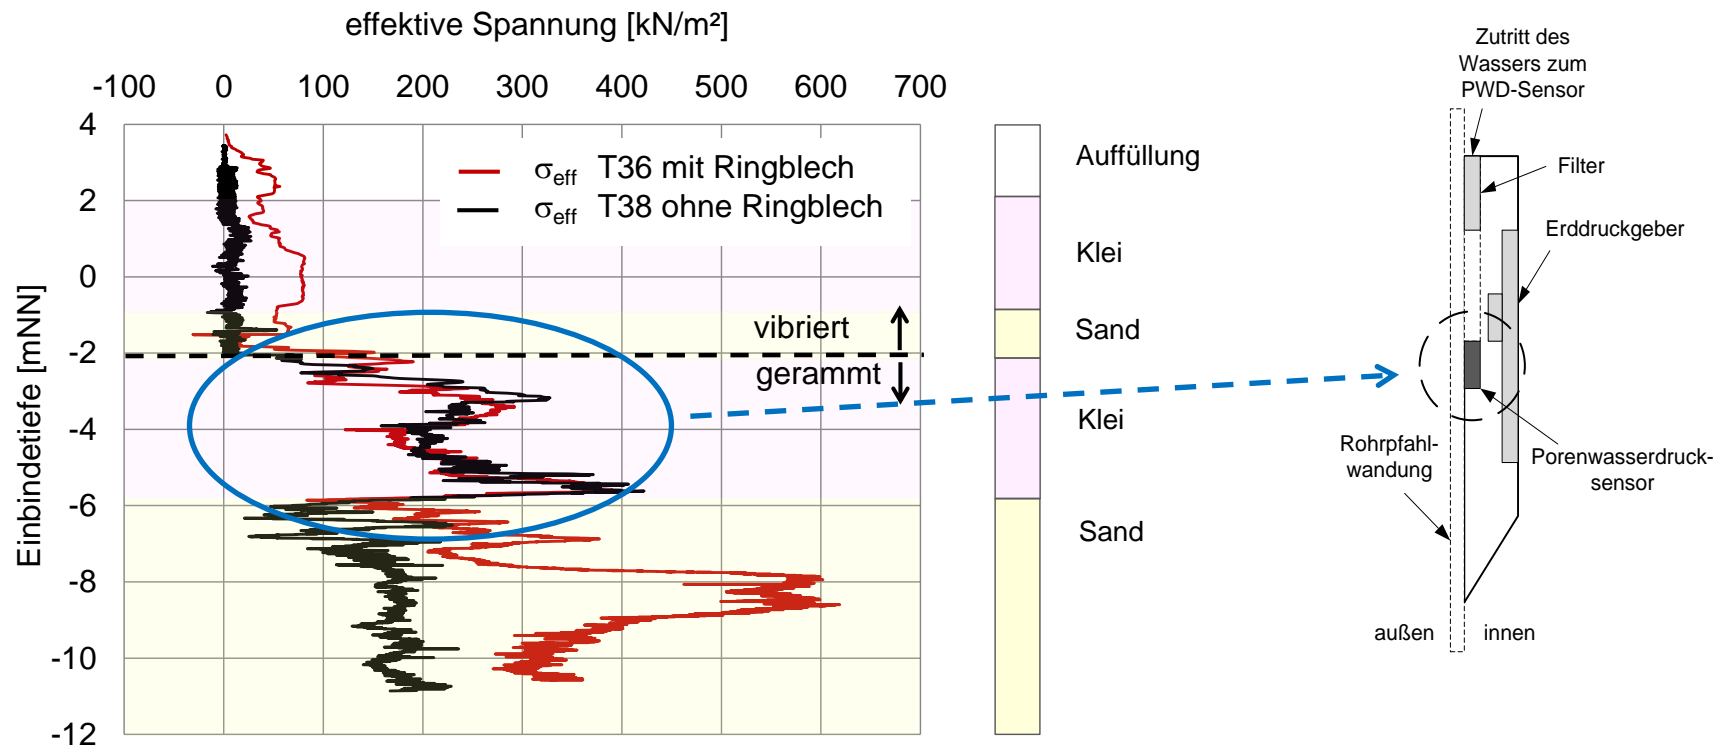 effektive Spannung [kN/m²]
-100 0 100 200 300 400 500 600 700
Einbindetiefe [mNN]
4
2
0
-2
-4
-6
-8
-10
-12
σeff T36 mit Ringblech
σeff T38 ohne Ringblech
vibriert
gerammt
Auffüllung
Klei
Sand
Klei
Sand
Zutritt des
Wassers zum
PWD-Sensor
Filter
Erddruckgeber
Rohrpfahl-
wandung
Porenwasserdruck-
sensor
außen innen